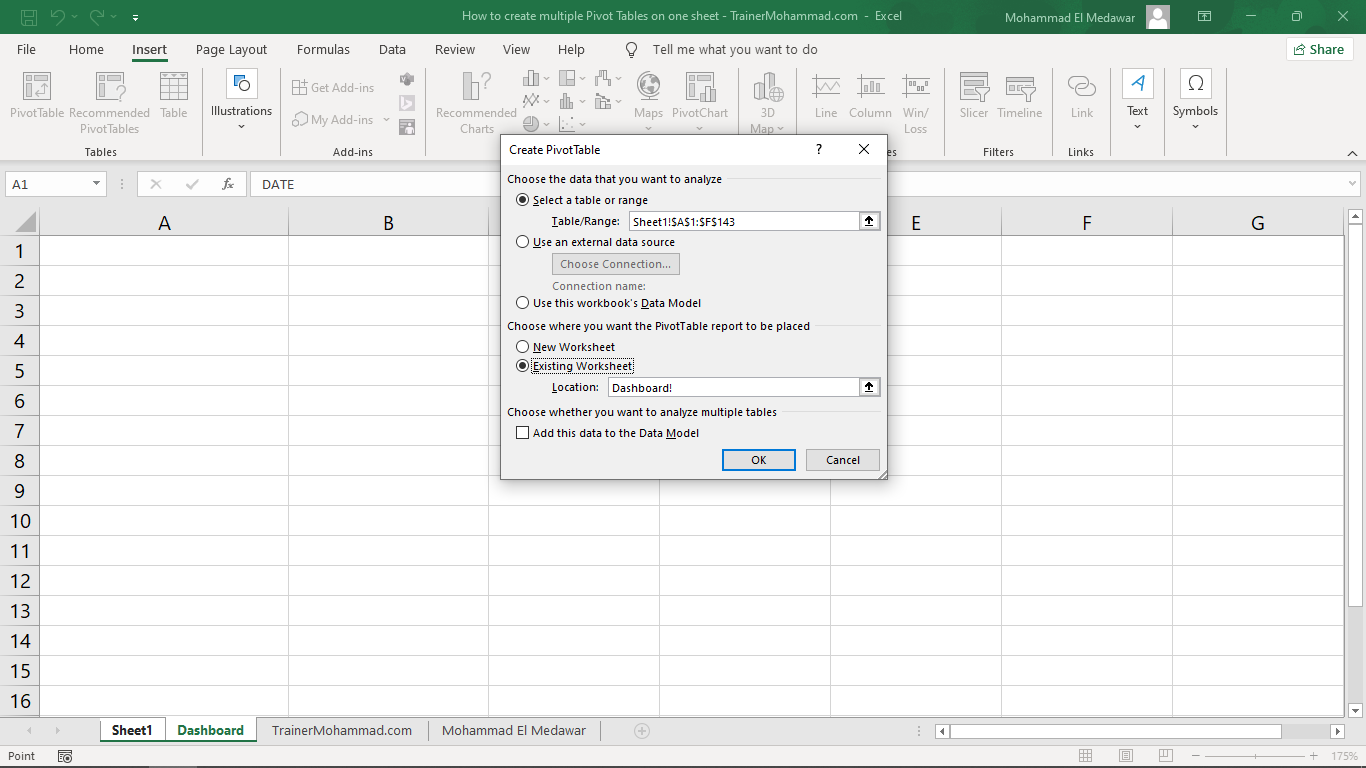 How to create multiple Pivot Tables on one sheet - TrainerMohammad.com - Excel
Mohammad El Medawar
File Home Insert Page Layout Formulas Data Review View Help Tell me what you want to do Share
PivotTable Recommended PivotTables Table
Tables
Illustrations
Get Add-ins
My Add-ins
Add-ins
Recommended Charts
Maps PivotChart
3D Map
Line Column Win/Loss
es
Slicer Timeline
Filters
Link
Links
Text
Symbols
A1 fx DATE
Create PivotTable ?
Choose the data that you want to analyze
Select a table or range
Table/Range: Sheet1!$A$1:$F$143
Use an external data source
Choose Connection...
Connection name:
Use this workbook's Data Model
Choose where you want the PivotTable report to be placed
New Worksheet
Existing Worksheet
Location: Dashboard!
Choose whether you want to analyze multiple tables
Add this data to the Data Model
OK Cancel
A B E F G
1
2
3
4
5
6
7
8
9
10
11
12
13
14
15
16
Sheet1 Dashboard TrainerMohammad.com Mohammad El Medawar
Point 175%